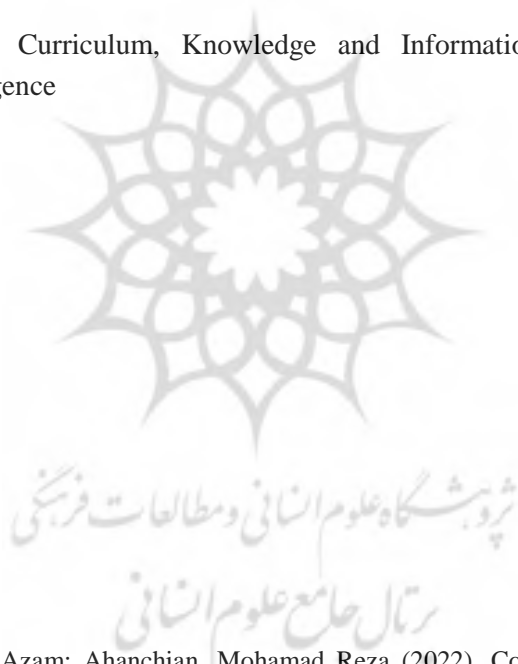 Curriculum, Knowledge and Informatio
gence
پژوهشگاه علوم انسانی و مطالعات فرهنگی
پرتال جامع علوم انسانی
Azam; Ahanchian, Mohamad Reza (2022). Co